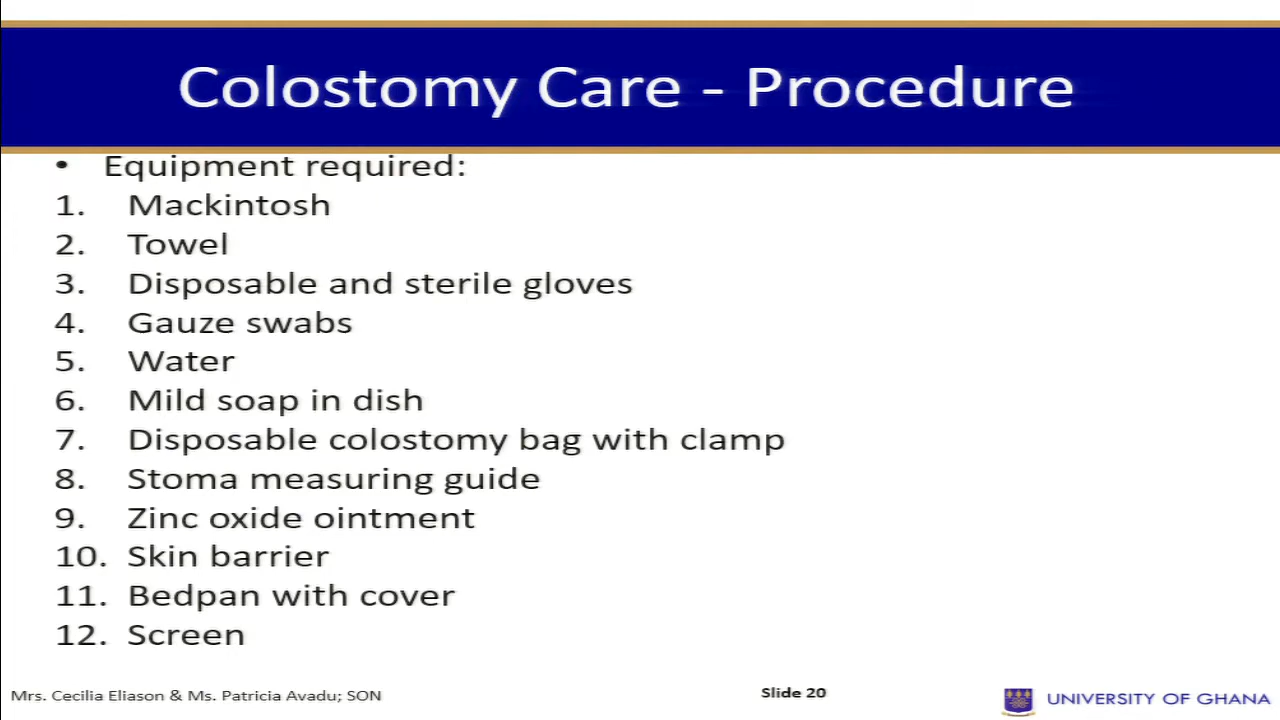 Colostomy Care - Procedure
• Equipment required:
1. Mackintosh
2. Towel
3. Disposable and sterile gloves
4. Gauze swabs
5. Water
6. Mild soap in dish
7. Disposable colostomy bag with clamp
8. Stoma measuring guide
9. Zinc oxide ointment
10. Skin barrier
11. Bedpan with cover
12. Screen
Mrs. Cecilia Eliason & Ms. Patricia Avadu; SON
Slide 20
UNIVERSITY OF GHANA